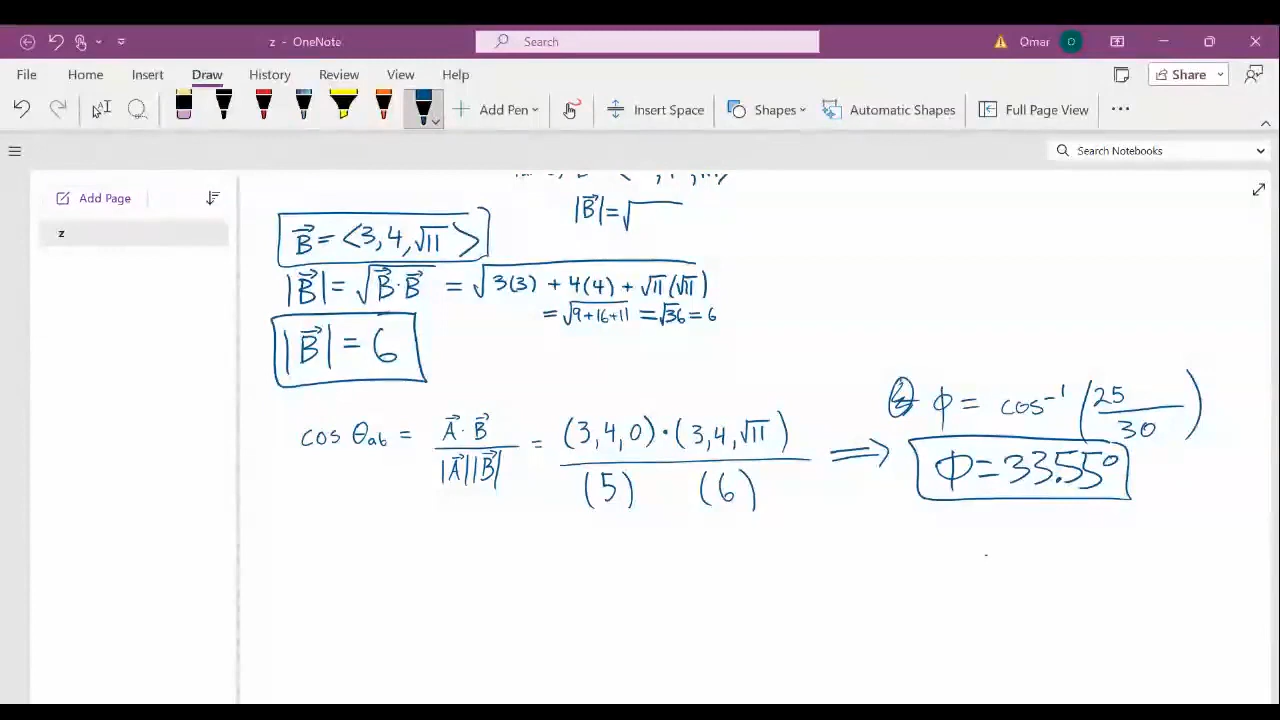 z - OneNote
Search
Omar
O
File Home Insert Draw History Review View Help
Share
Add Pen
Insert Space
Shapes
Automatic Shapes
Full Page View
Search Notebooks
Add Page
z
|B⃗|=√
B⃗ = <3, 4, √11>
|B⃗| = √B⃗·B⃗ = √3(3) + 4(4) + √11(√11)
= √9+16+11 = √36 = 6
|B⃗| = 6
cos θab = A⃗·B⃗ / |A⃗||B⃗| = (3,4,0)·(3,4,√11) / (5) (6) ⟹
ϕ = cos⁻¹ (25/30)
ϕ = 33.55°